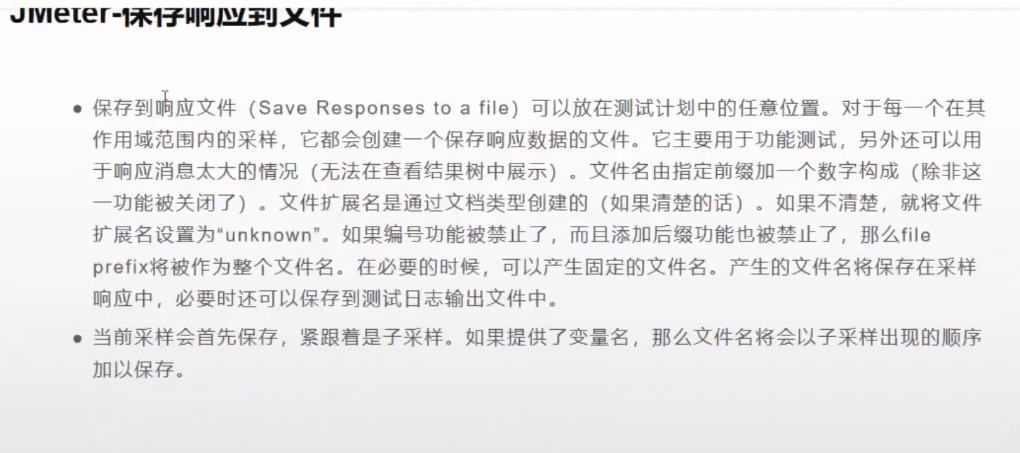 JMeter-保存响应到文件
● 保存到响应文件（Save Responses to a file）可以放在测试计划中的任意位置。对于每一个在其
作用域范围内的采样，它都会创建一个保存响应数据的文件。它主要用于功能测试，另外还可以用
于响应消息太大的情况（无法在查看结果树中展示）。文件名由指定前缀加一个数字构成（除非这
一功能被关闭了）。文件扩展名是通过文档类型创建的（如果清楚的话）。如果不清楚，就将文件
扩展名设置为“unknown”。如果编号功能被禁止了，而且添加后缀功能也被禁止了，那么file
prefix将被作为整个文件名。在必要的时候，可以产生固定的文件名。产生的文件名将保存在采样
响应中，必要时还可以保存到测试日志输出文件中。
● 当前采样会首先保存，紧跟着是子采样。如果提供了变量名，那么文件名将会以子采样出现的顺序
加以保存。